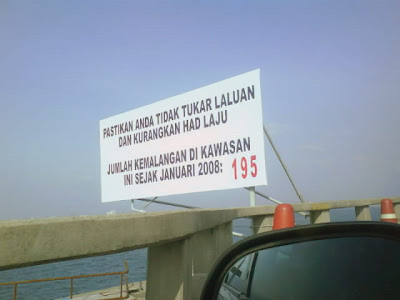 PASTIKAN ANDA TIDAK TUKAR LALUAN
DAN KURANGKAN HAD LAJU
JUMLAH KEMALANGAN DI KAWASAN
INI SEJAK JANUARI 2008: 195